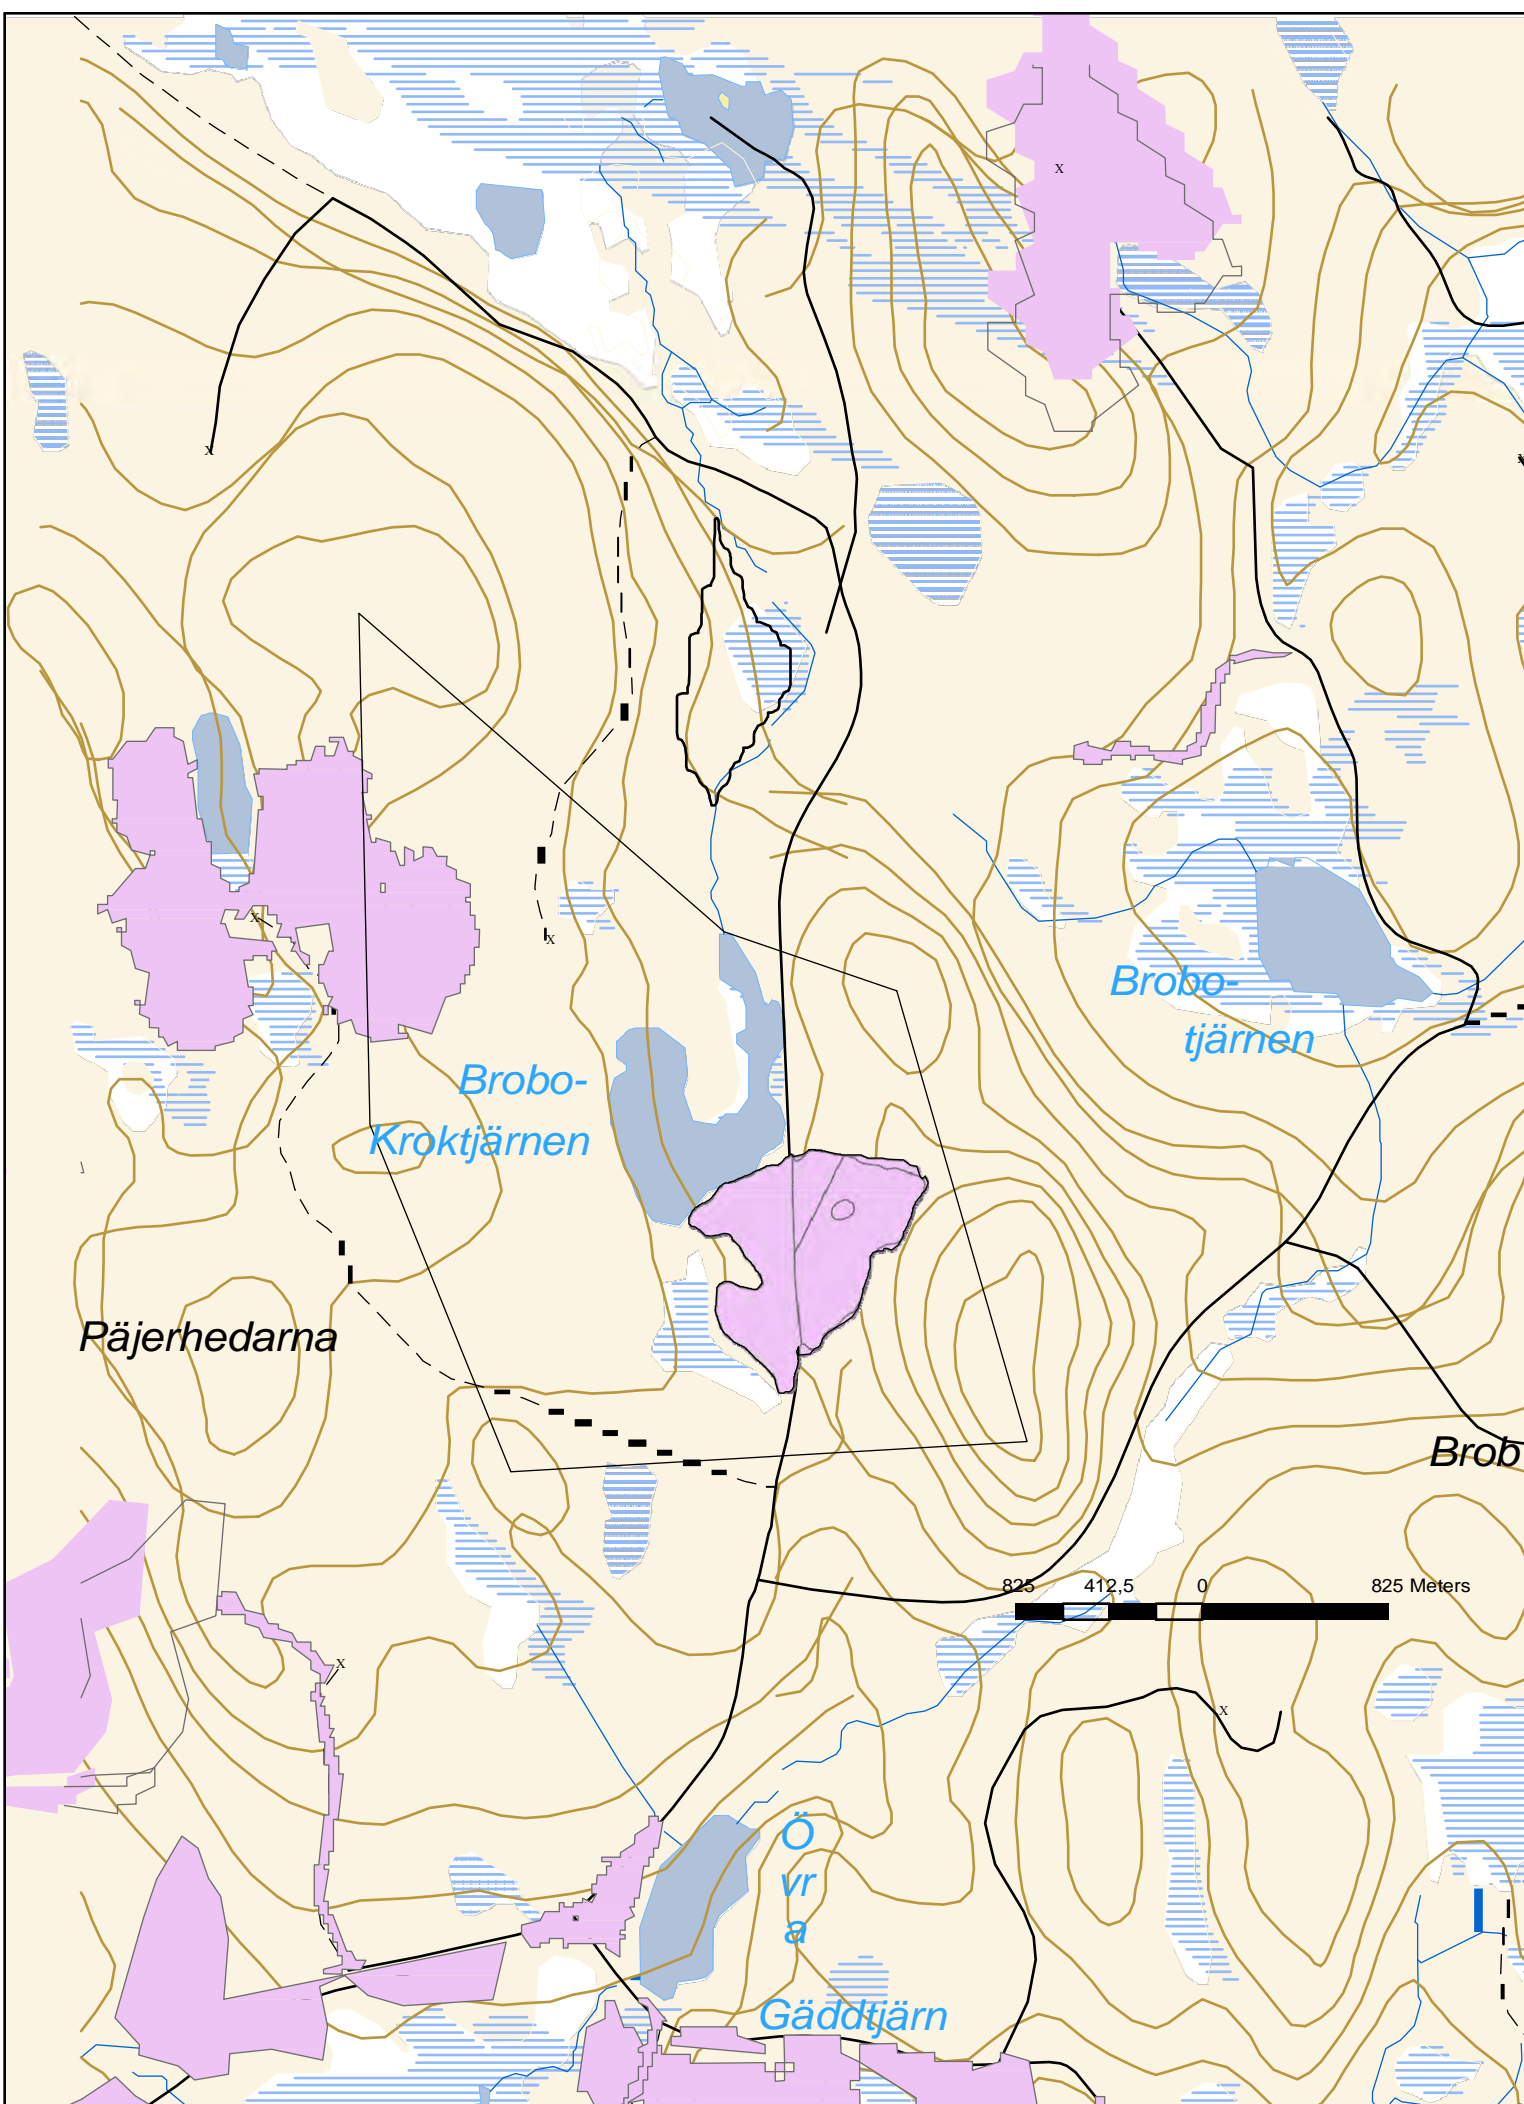 x
x
x
x
x
x
Brobo-
tjärnen
Brobo-
Kroktjärnen
Päjerhedarna
Brob
825 412,5 0 825 Meters
x
x
Ö
vr
a
Gäddtjärn